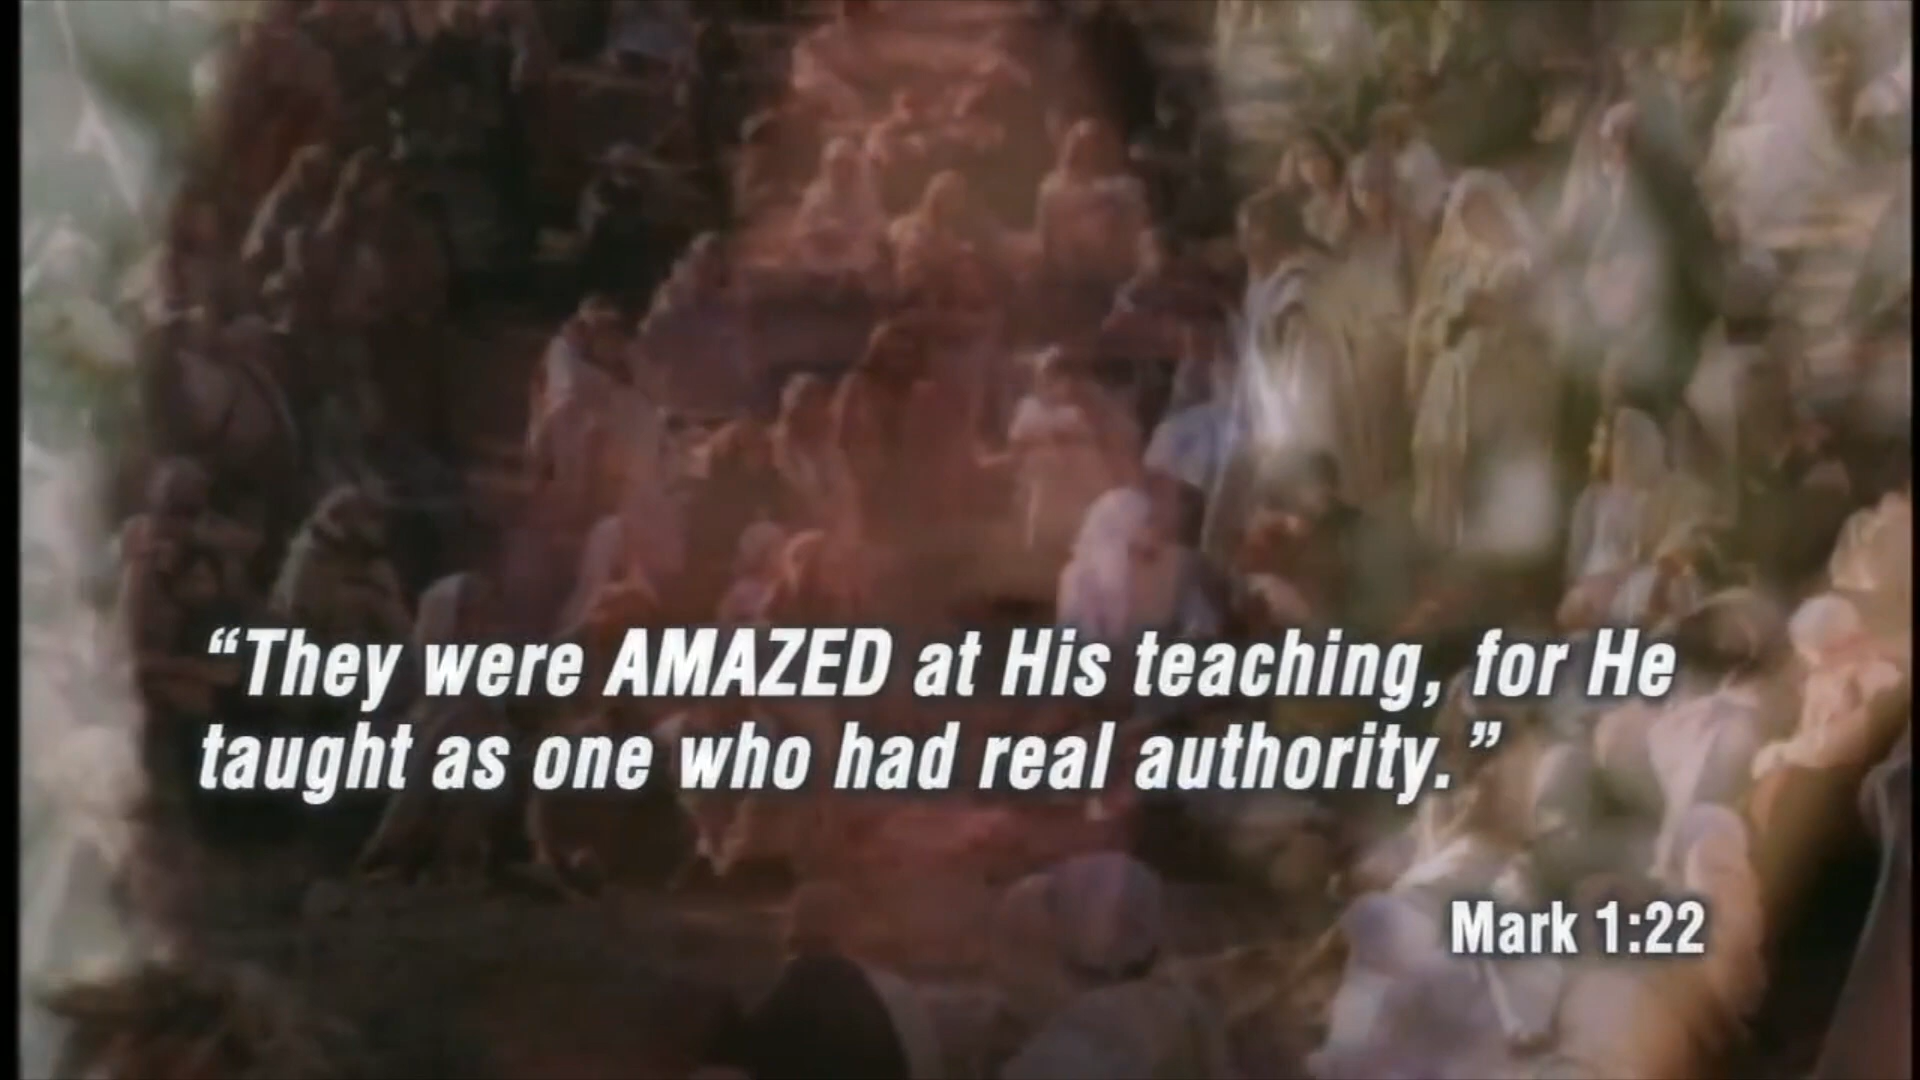 “They were AMAZED at His teaching, for He
taught as one who had real authority.”
Mark 1:22